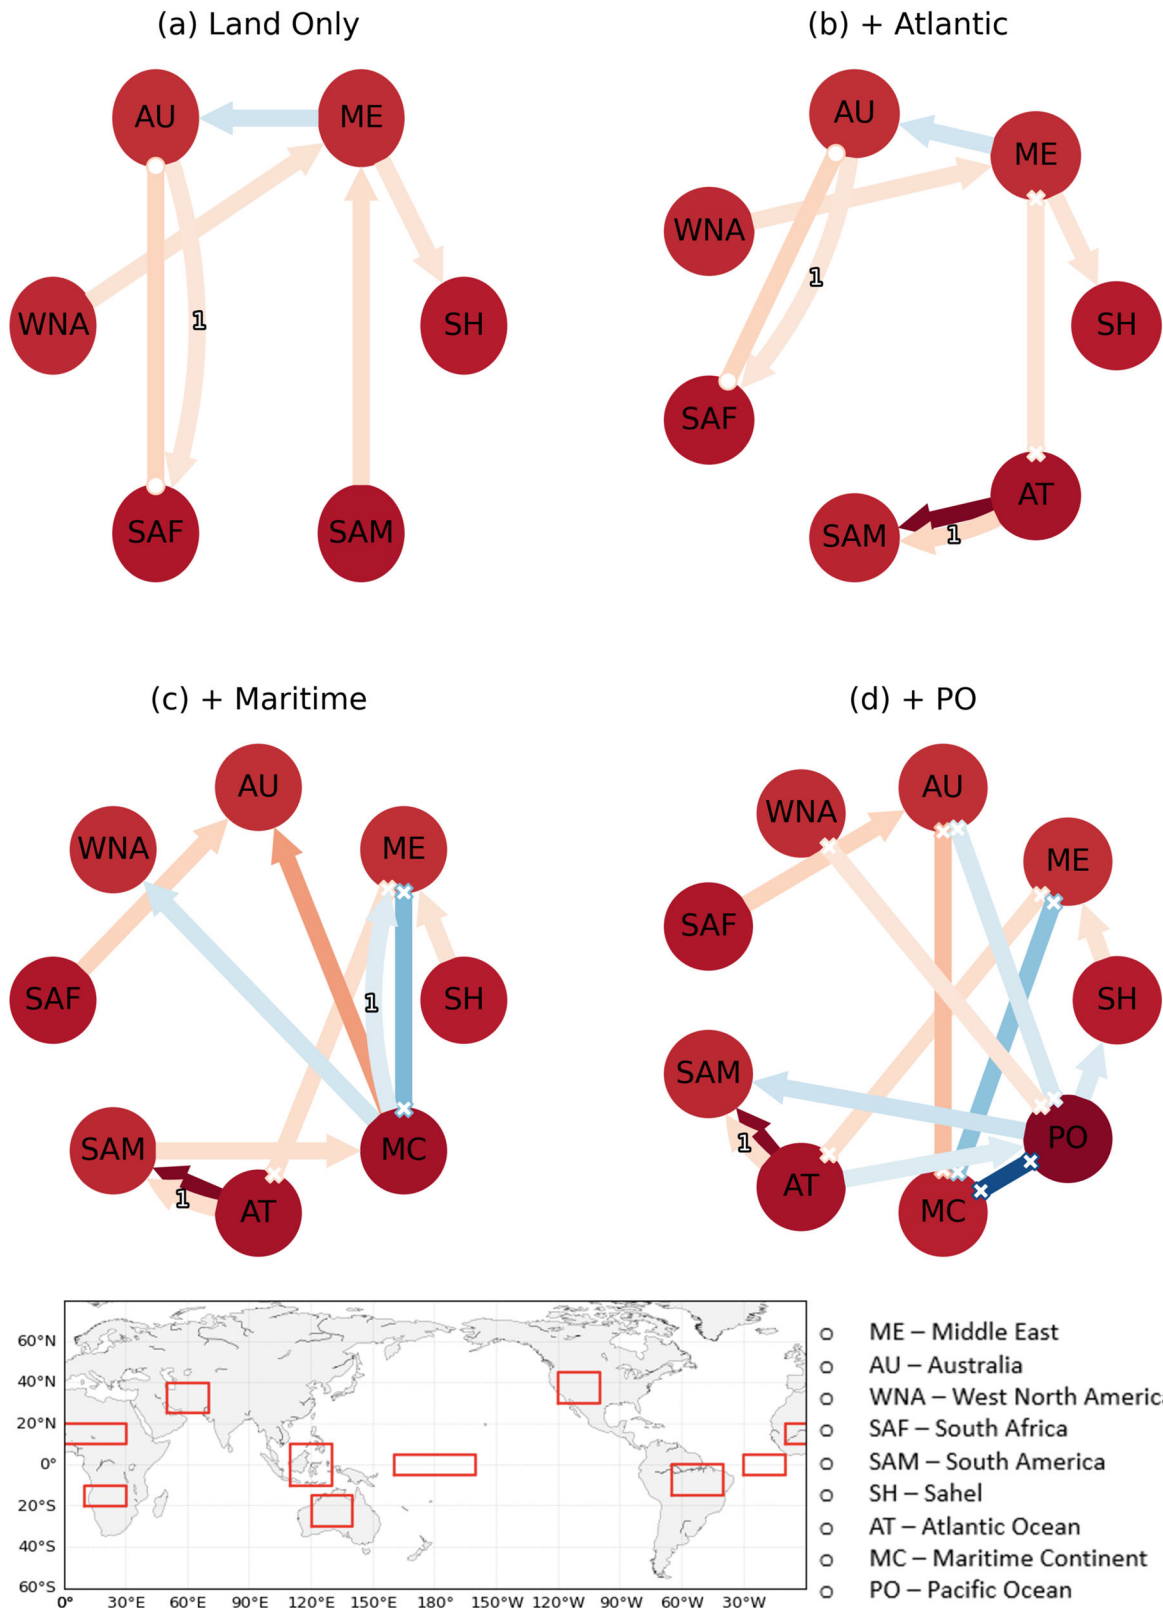 (a) Land Only
(b) + Atlantic
AU
ME
WNA
SH
SAF
SAM
1
AU
ME
WNA
SH
SAF
AT
SAM
1
1
(c) + Maritime
(d) + PO
AU
WNA
ME
SAF
SH
SAM
MC
AT
1
1
WNA
AU
ME
SAF
SH
SAM
PO
AT
MC
1
60°N
40°N
20°N
0°
20°S
40°S
60°S
0° 30°E 60°E 90°E 120°E 150°E 180°E 150°W 120°W 90°W 60°W 30°W
ME – Middle East
AU – Australia
WNA – West North America
SAF – South Africa
SAM – South America
SH – Sahel
AT – Atlantic Ocean
MC – Maritime Continent
PO – Pacific Ocean